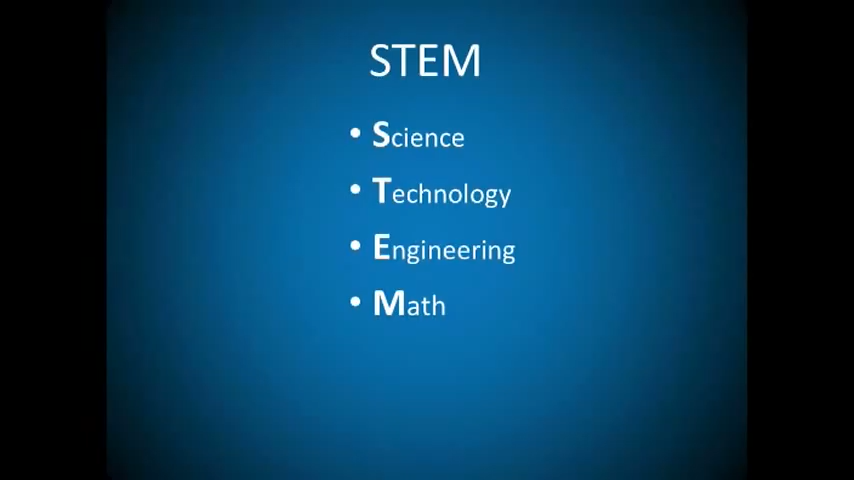 STEM
• Science
• Technology
• Engineering
• Math